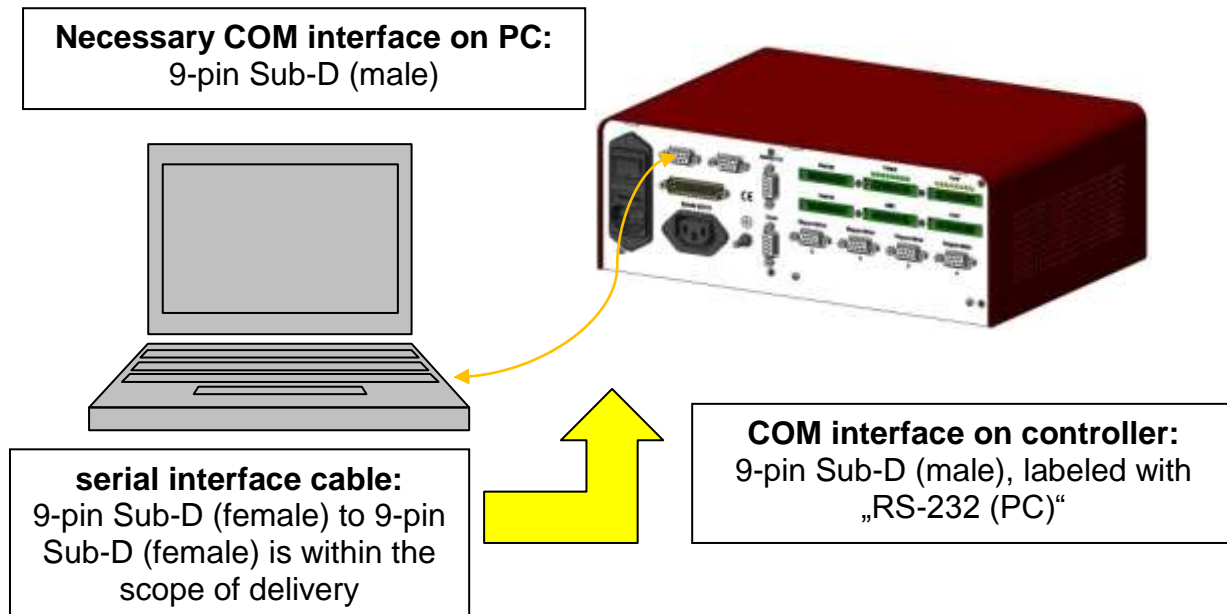 Necessary COM interface on PC:
9-pin Sub-D (male)
CE
COM interface on controller:
9-pin Sub-D (male), labeled with
„RS-232 (PC)“
serial interface cable:
9-pin Sub-D (female) to 9-pin
Sub-D (female) is within the
scope of delivery